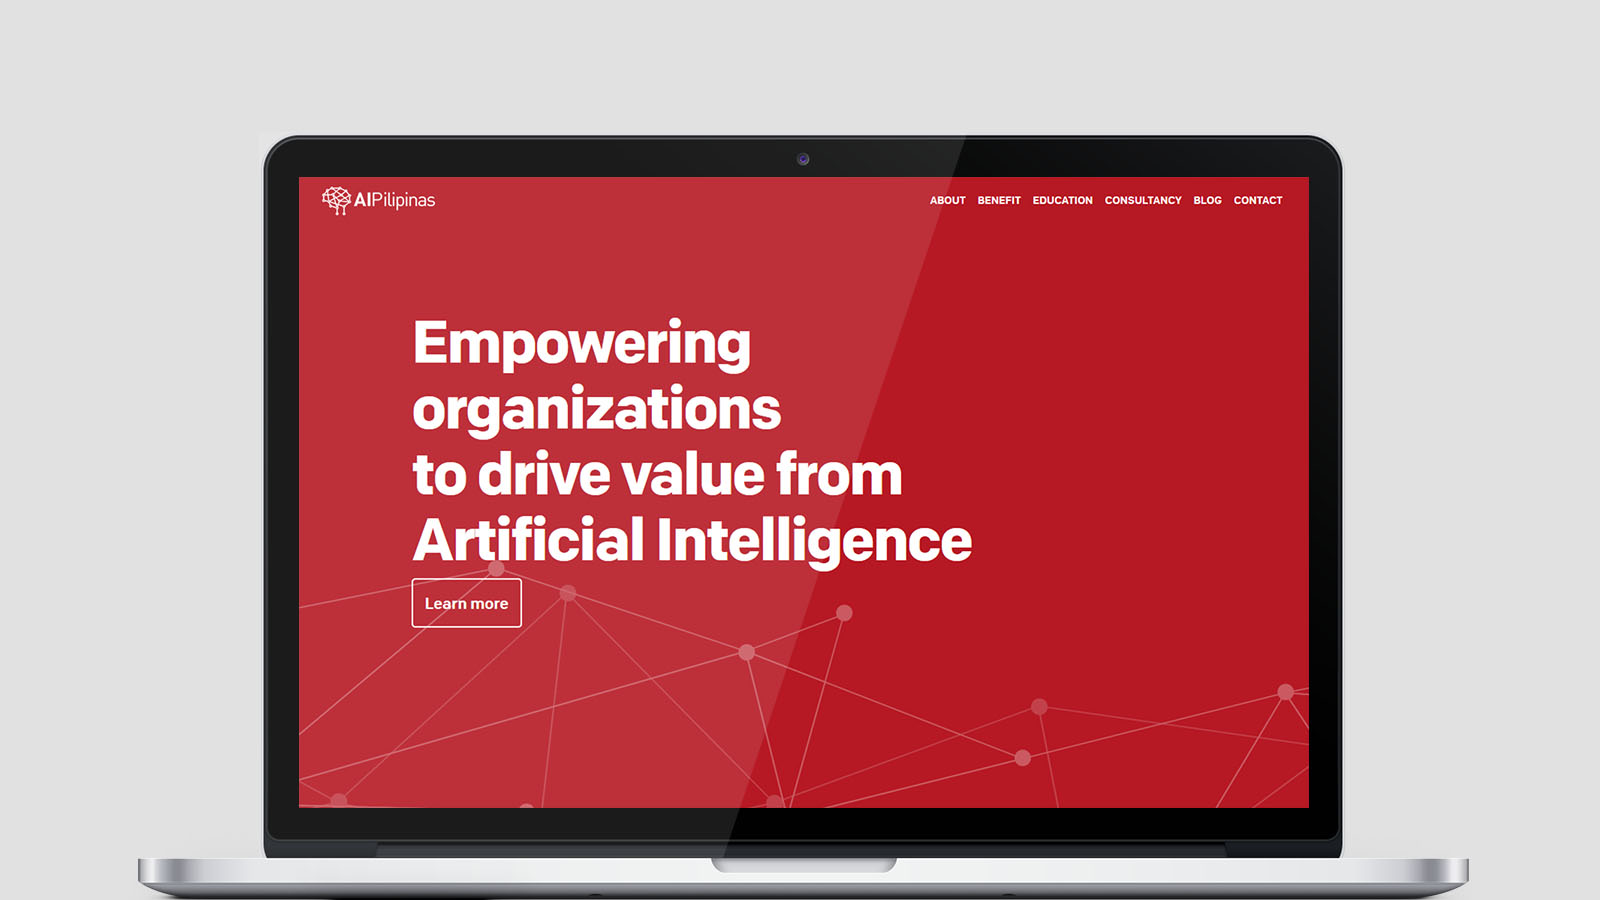 AIPilipinas
ABOUT BENEFIT EDUCATION CONSULTANCY BLOG CONTACT
Empowering
organizations
to drive value from
Artificial Intelligence
Learn more